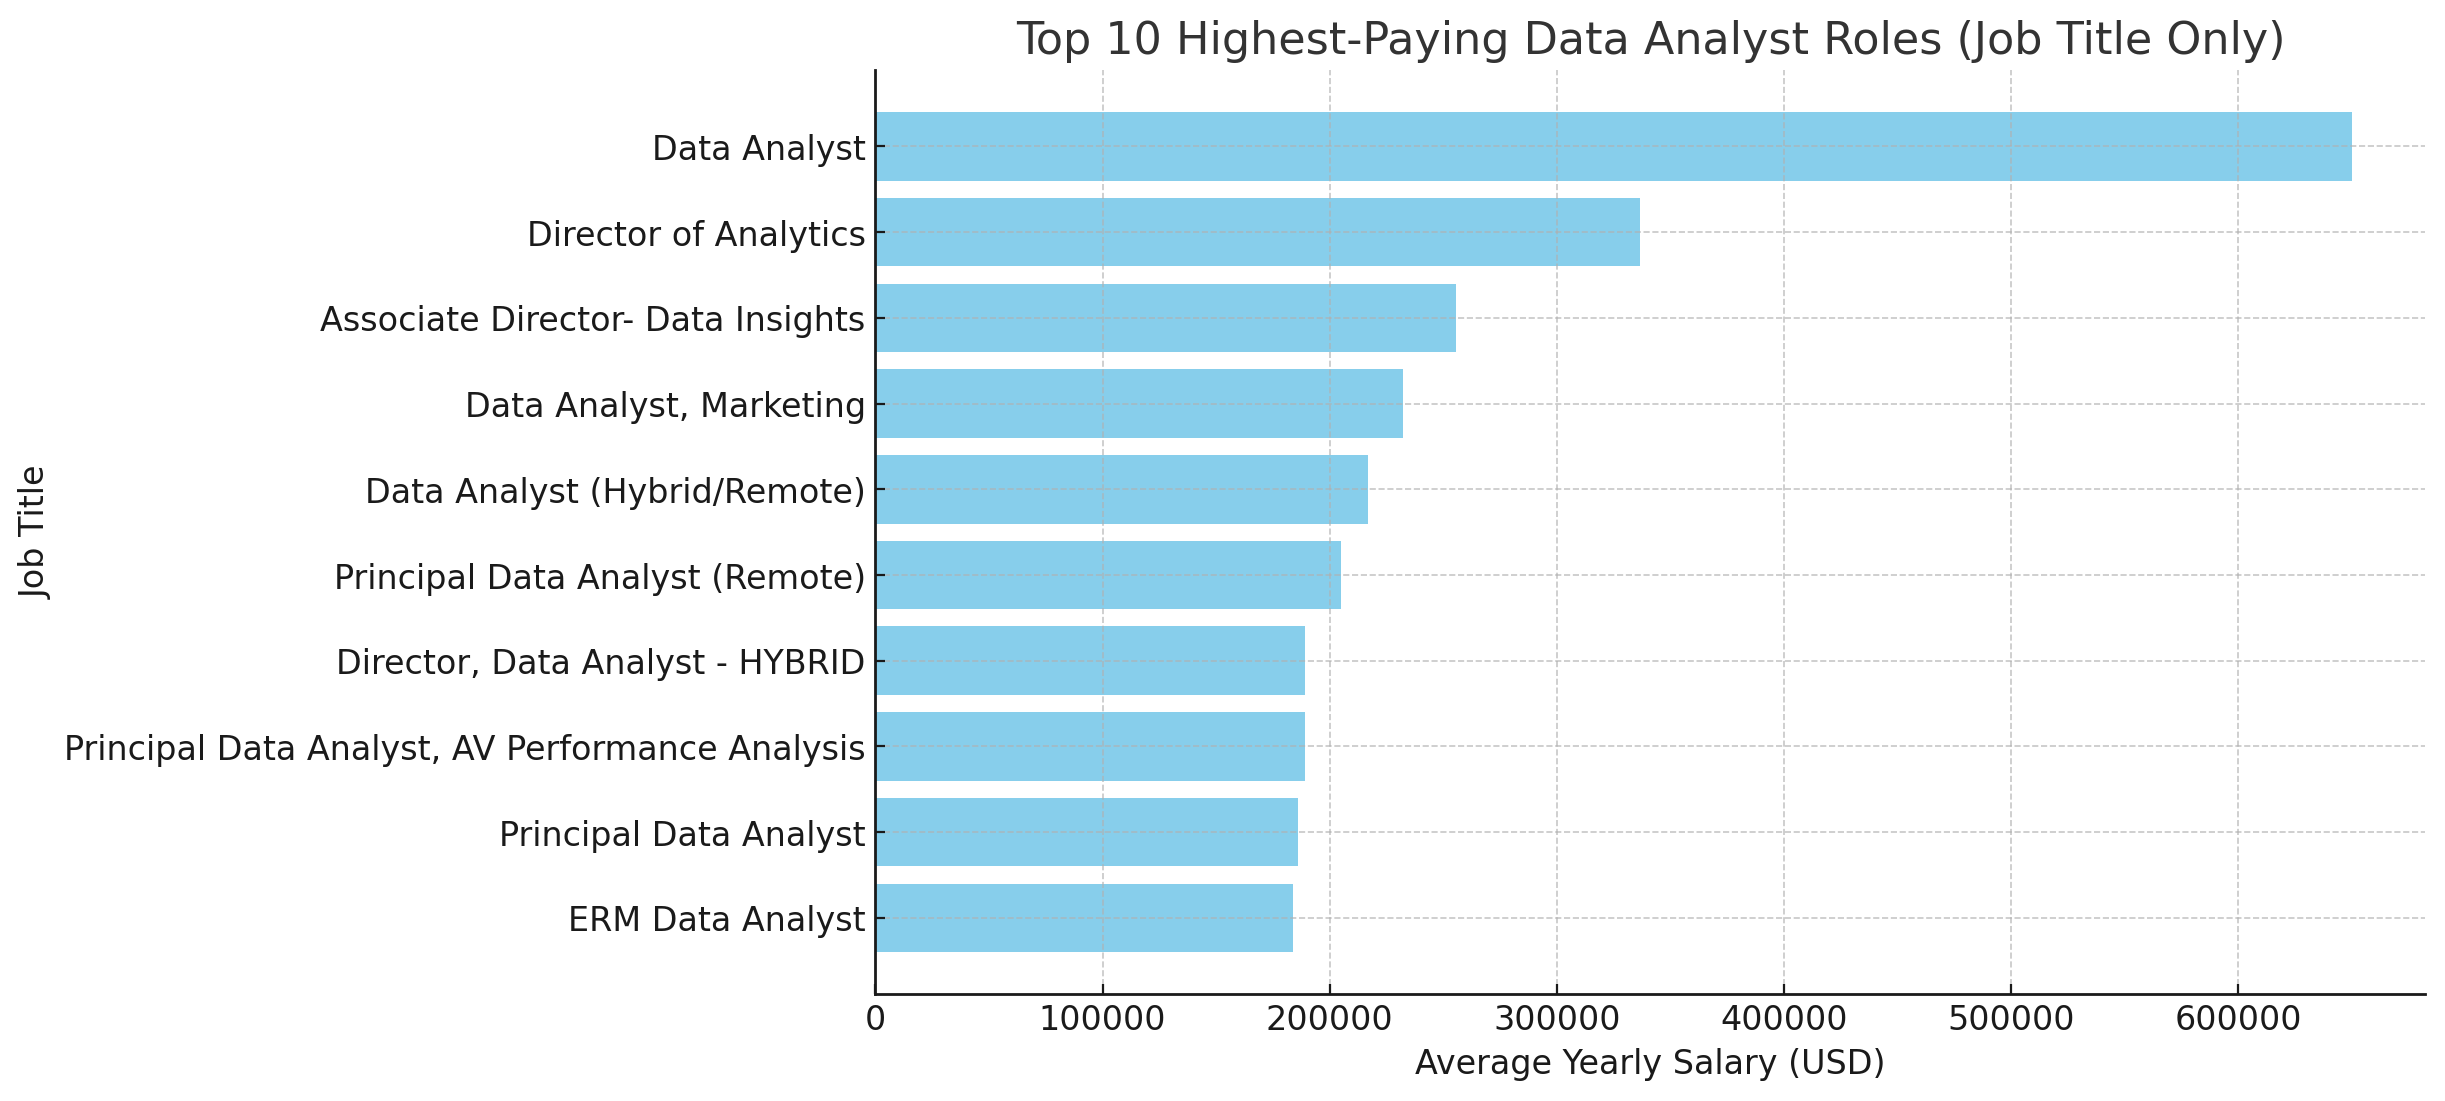 Top 10 Highest-Paying Data Analyst Roles (Job Title Only)
Job Title
Data Analyst
Director of Analytics
Associate Director- Data Insights
Data Analyst, Marketing
Data Analyst (Hybrid/Remote)
Principal Data Analyst (Remote)
Director, Data Analyst - HYBRID
Principal Data Analyst, AV Performance Analysis
Principal Data Analyst
ERM Data Analyst
0 100000 200000 300000 400000 500000 600000
Average Yearly Salary (USD)